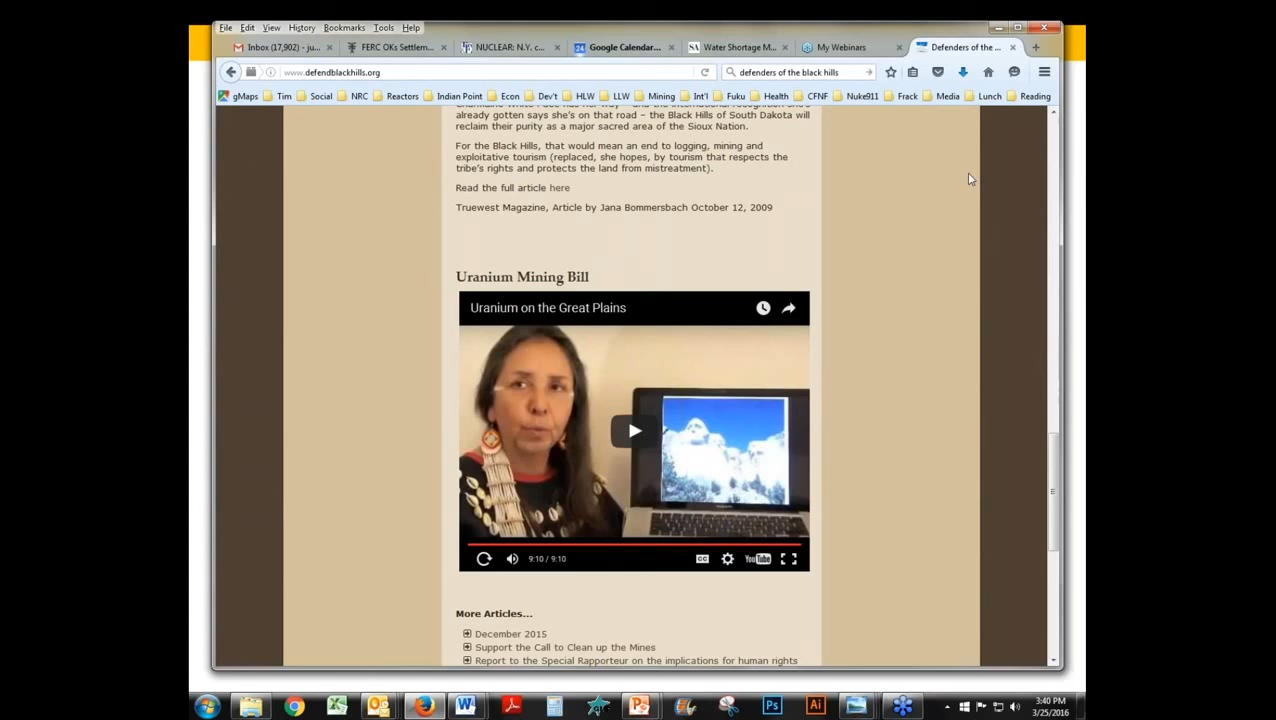 File Edit View History Bookmarks Tools Help
Inbox (17,902) - ju...
FERC OKs Settlem...
NUCLEAR: N.Y. c...
24 Google Calendar...
SA Water Shortage M...
My Webinars
Defenders of the ...
www.defendblackhills.org
defenders of the black hills
gMaps Tim Social NRC Reactors Indian Point Econ Dev't HLW LLW Mining Int'l Fuku Health CFNF Nuke911 Frack Media Lunch Reading
already gotten says she's on that road – the Black Hills of South Dakota will
reclaim their purity as a major sacred area of the Sioux Nation.
For the Black Hills, that would mean an end to logging, mining and
exploitative tourism (replaced, she hopes, by tourism that respects the
tribe's rights and protects the land from mistreatment).
Read the full article here
Truewest Magazine, Article by Jana Bommersbach October 12, 2009
Uranium Mining Bill
Uranium on the Great Plains
9:10 / 9:10
CC
YouTube
More Articles...
December 2015
Support the Call to Clean up the Mines
Report to the Special Rapporteur on the implications for human rights
Ps
Ai
3:40 PM
3/25/2016